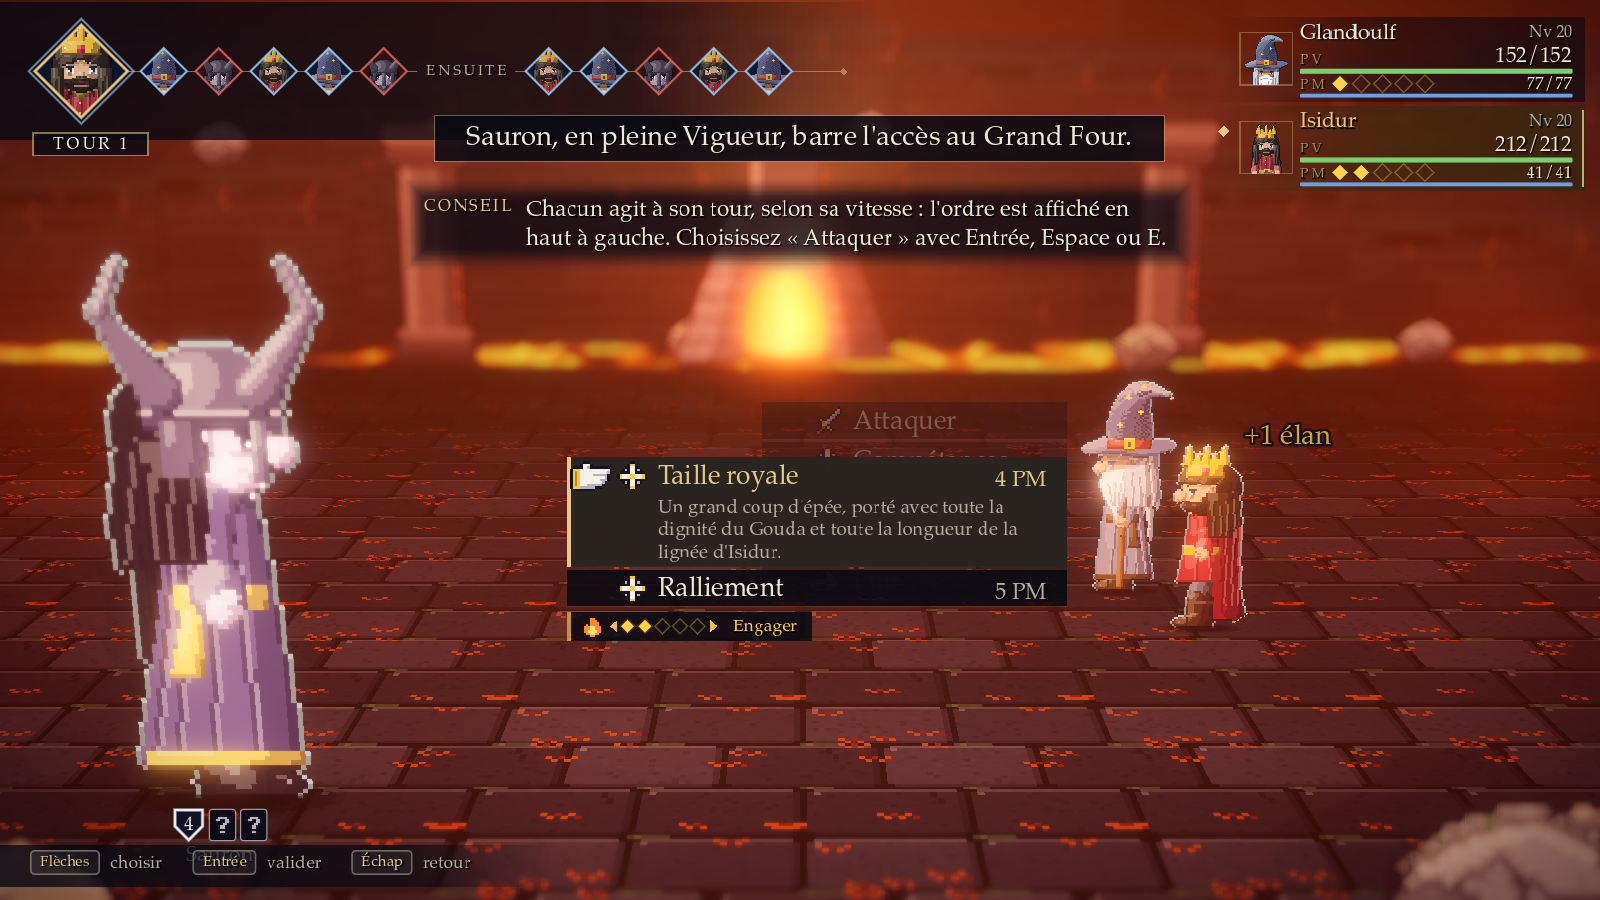 ENSUITE
TOUR 1
Glandoulf Nv 20
PV 152/152
PM 77/77
Isidur Nv 20
PV 212/212
PM 41/41
Sauron, en pleine Vigueur, barre l'accès au Grand Four.
CONSEIL Chacun agit à son tour, selon sa vitesse : l'ordre est affiché en
haut à gauche. Choisissez « Attaquer » avec Entrée, Espace ou E.
Attaquer
Compétences
+1 élan
Taille royale 4 PM
Un grand coup d'épée, porté avec toute la
dignité du Gouda et toute la longueur de la
lignée d'Isidur.
Ralliement 5 PM
Engager
4 ? ?
Sauron
Flèches choisir Entrée valider Échap retour